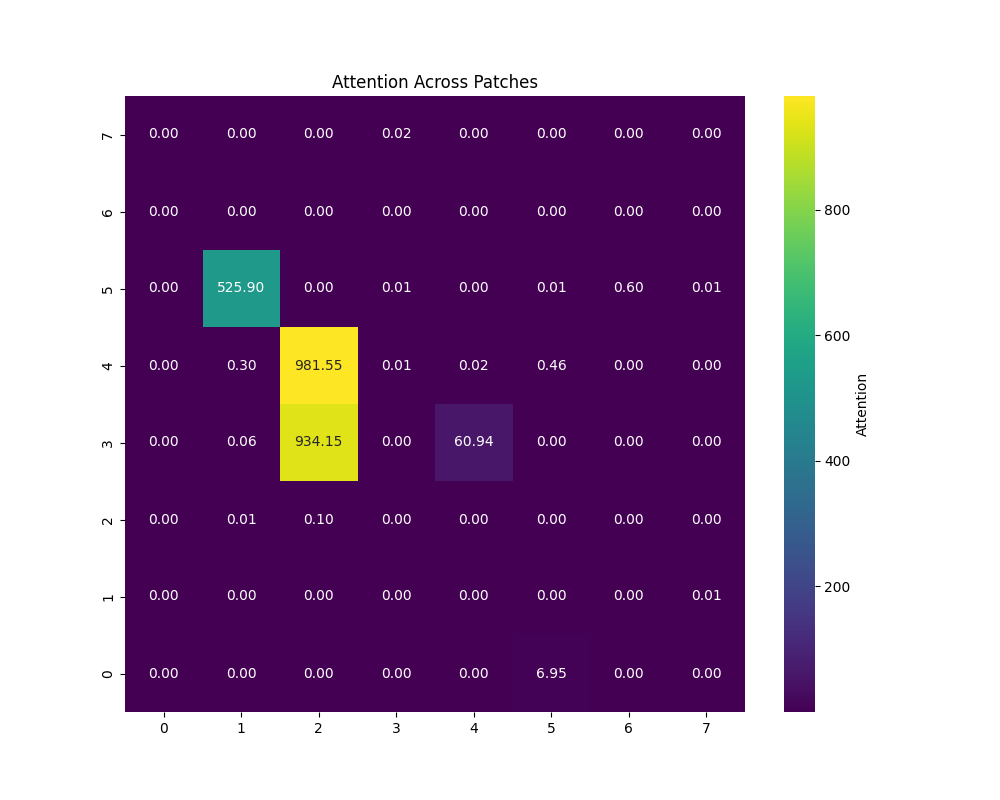 Attention Across Patches
7 0.00 0.00 0.00 0.02 0.00 0.00 0.00 0.00
6 0.00 0.00 0.00 0.00 0.00 0.00 0.00 0.00
5 0.00 525.90 0.00 0.01 0.00 0.01 0.60 0.01
4 0.00 0.30 981.55 0.01 0.02 0.46 0.00 0.00
3 0.00 0.06 934.15 0.00 60.94 0.00 0.00 0.00
2 0.00 0.01 0.10 0.00 0.00 0.00 0.00 0.00
1 0.00 0.00 0.00 0.00 0.00 0.00 0.00 0.01
0 0.00 0.00 0.00 0.00 0.00 6.95 0.00 0.00
0 1 2 3 4 5 6 7
800
600
400
200
Attention